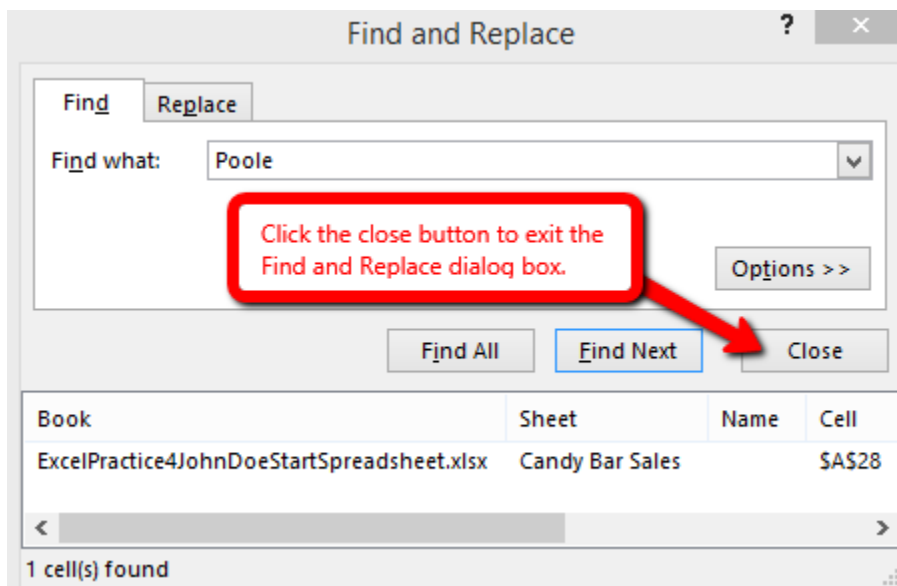 Find and Replace ?
Find Replace
Find what: Poole
Click the close button to exit the
Find and Replace dialog box.
Options >>
Find All Find Next Close
Book Sheet Name Cell
ExcelPractice4JohnDoeStartSpreadsheet.xlsx Candy Bar Sales $A$28
1 cell(s) found